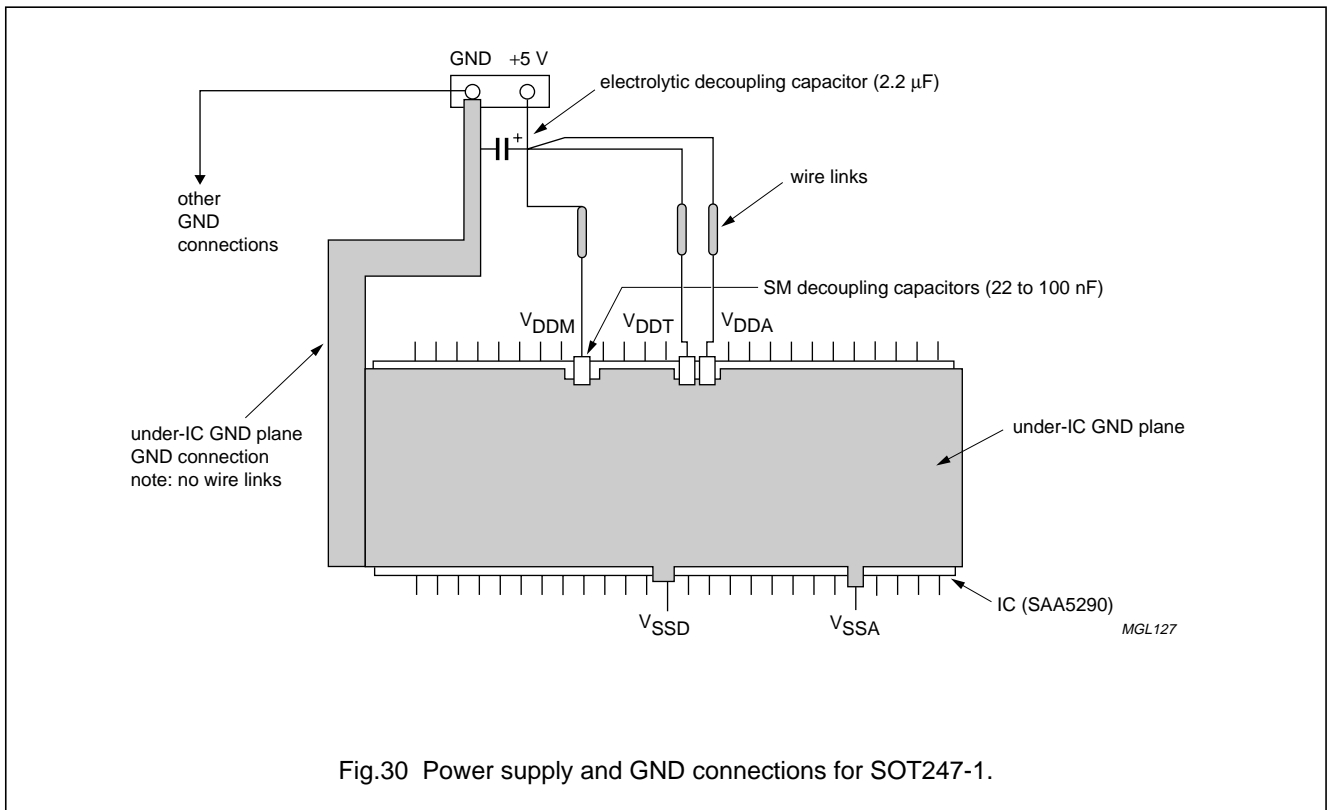 GND +5 V
electrolytic decoupling capacitor (2.2 μF)
+
wire links
other
GND
connections
SM decoupling capacitors (22 to 100 nF)
VDDM VDDT VDDA
under-IC GND plane
GND connection
note: no wire links
under-IC GND plane
IC (SAA5290)
VSSD VSSA
MGL127
Fig.30 Power supply and GND connections for SOT247-1.